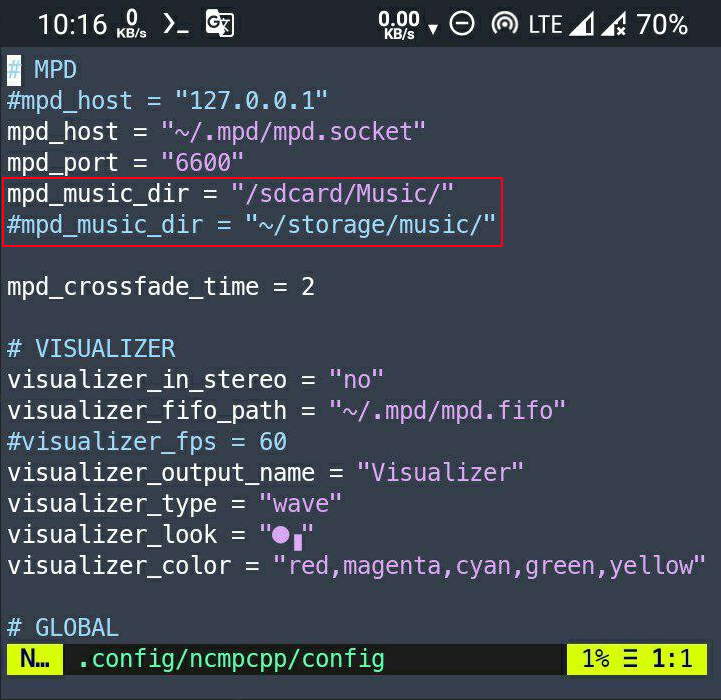 10:16 0 KB/s >_ G 0.00 KB/s LTE 70%
# MPD
#mpd_host = "127.0.0.1"
mpd_host = "~/.mpd/mpd.socket"
mpd_port = "6600"
mpd_music_dir = "/sdcard/Music/"
#mpd_music_dir = "~/storage/music/"
mpd_crossfade_time = 2
# VISUALIZER
visualizer_in_stereo = "no"
visualizer_fifo_path = "~/.mpd/mpd.fifo"
#visualizer_fps = 60
visualizer_output_name = "Visualizer"
visualizer_type = "wave"
visualizer_look = "●▗"
visualizer_color = "red,magenta,cyan,green,yellow"
# GLOBAL
N… .config/ncmpcpp/config 1% ☰ 1:1